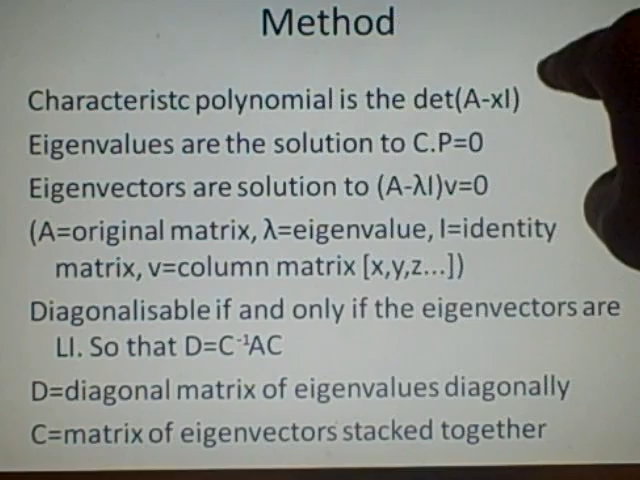 Method
Characteristc polynomial is the det(A-xI)
Eigenvalues are the solution to C.P=0
Eigenvectors are solution to (A-λI)v=0
(A=original matrix, λ=eigenvalue, I=identity
matrix, v=column matrix [x,y,z...])
Diagonalisable if and only if the eigenvectors are
LI. So that D=C⁻¹AC
D=diagonal matrix of eigenvalues diagonally
C=matrix of eigenvectors stacked together